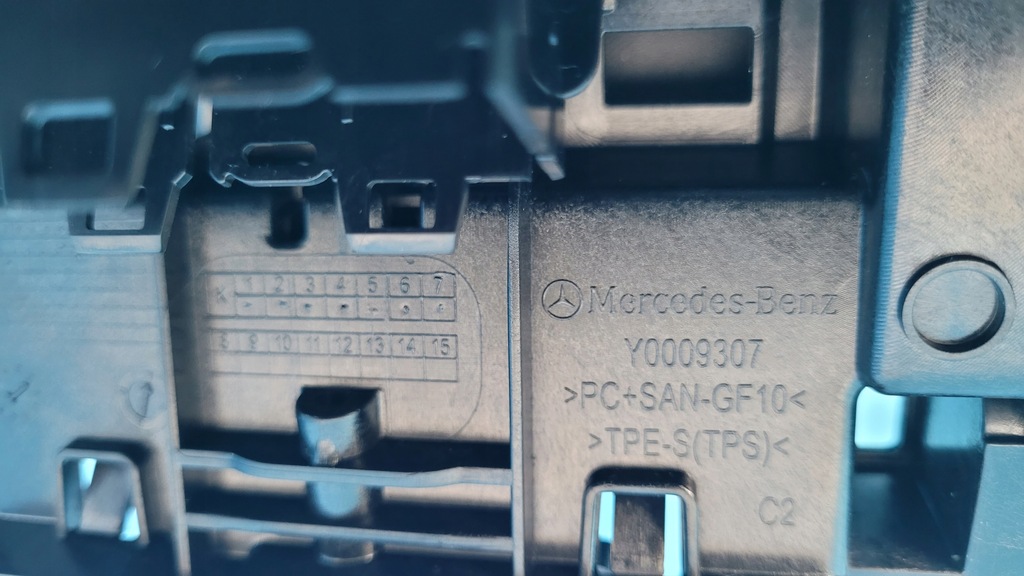 K 1 2 3 4 5 6 7
8 9 10 11 12 13 14 15
Mercedes-Benz
Y0009307
>PC+SAN-GF10<
>TPE-S(TPS)<
C2